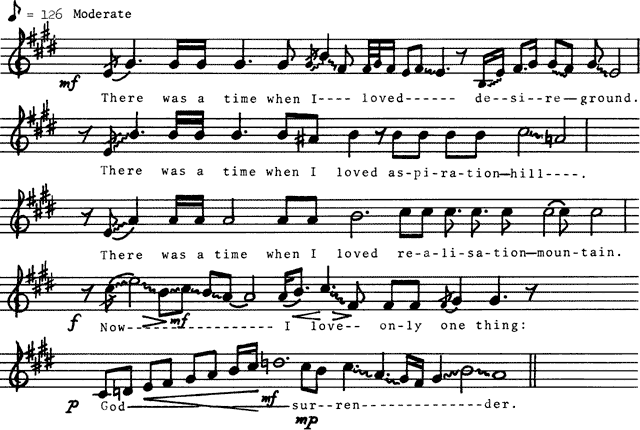 ♪ = 126 Moderate
mf
There was a time when I---- loved------ de--si--re—ground.
There was a time when I loved as-pi-ra-tion—hill----.
There was a time when I loved re-a-li-sa-tion—moun-tain.
f Now------------------ I love-- on-ly one thing:
mf
p God sur--ren-------------der.
mf
mp